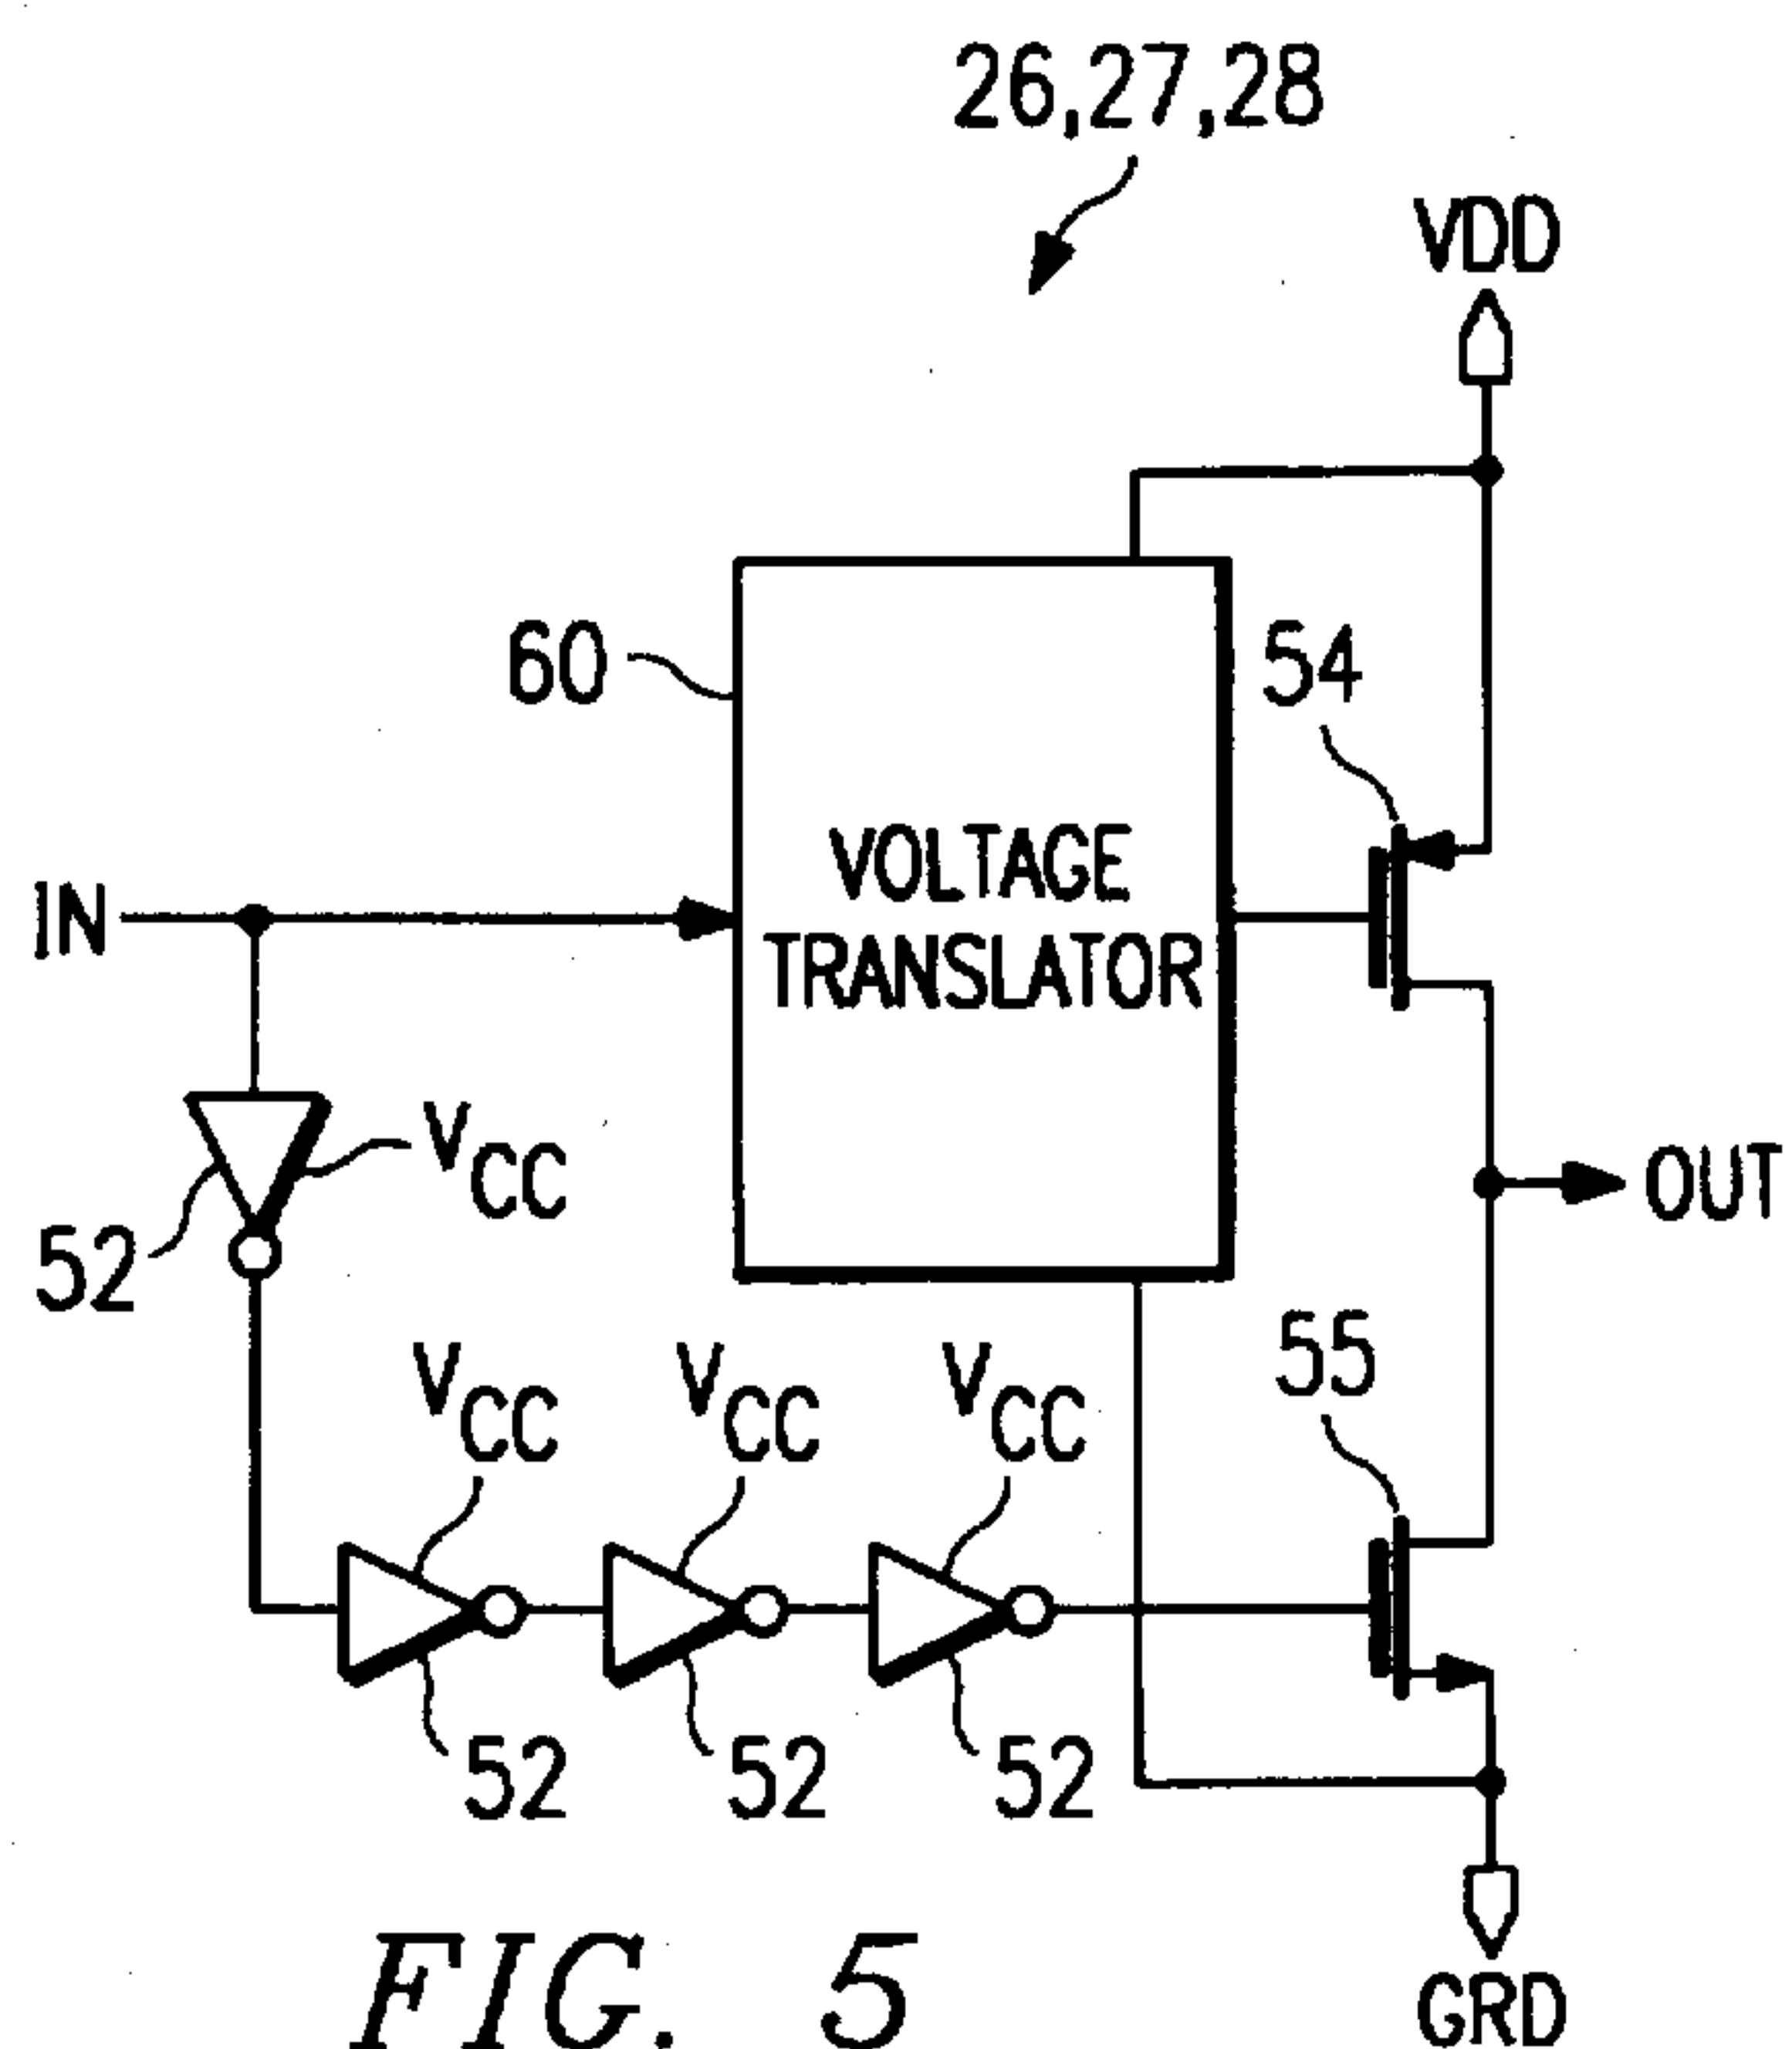 26,27,28
VDD
60
54
VOLTAGE
TRANSLATOR
IN
VCC
52
OUT
55
VCC
VCC
VCC
52
52
52
GRD
FIG. 5